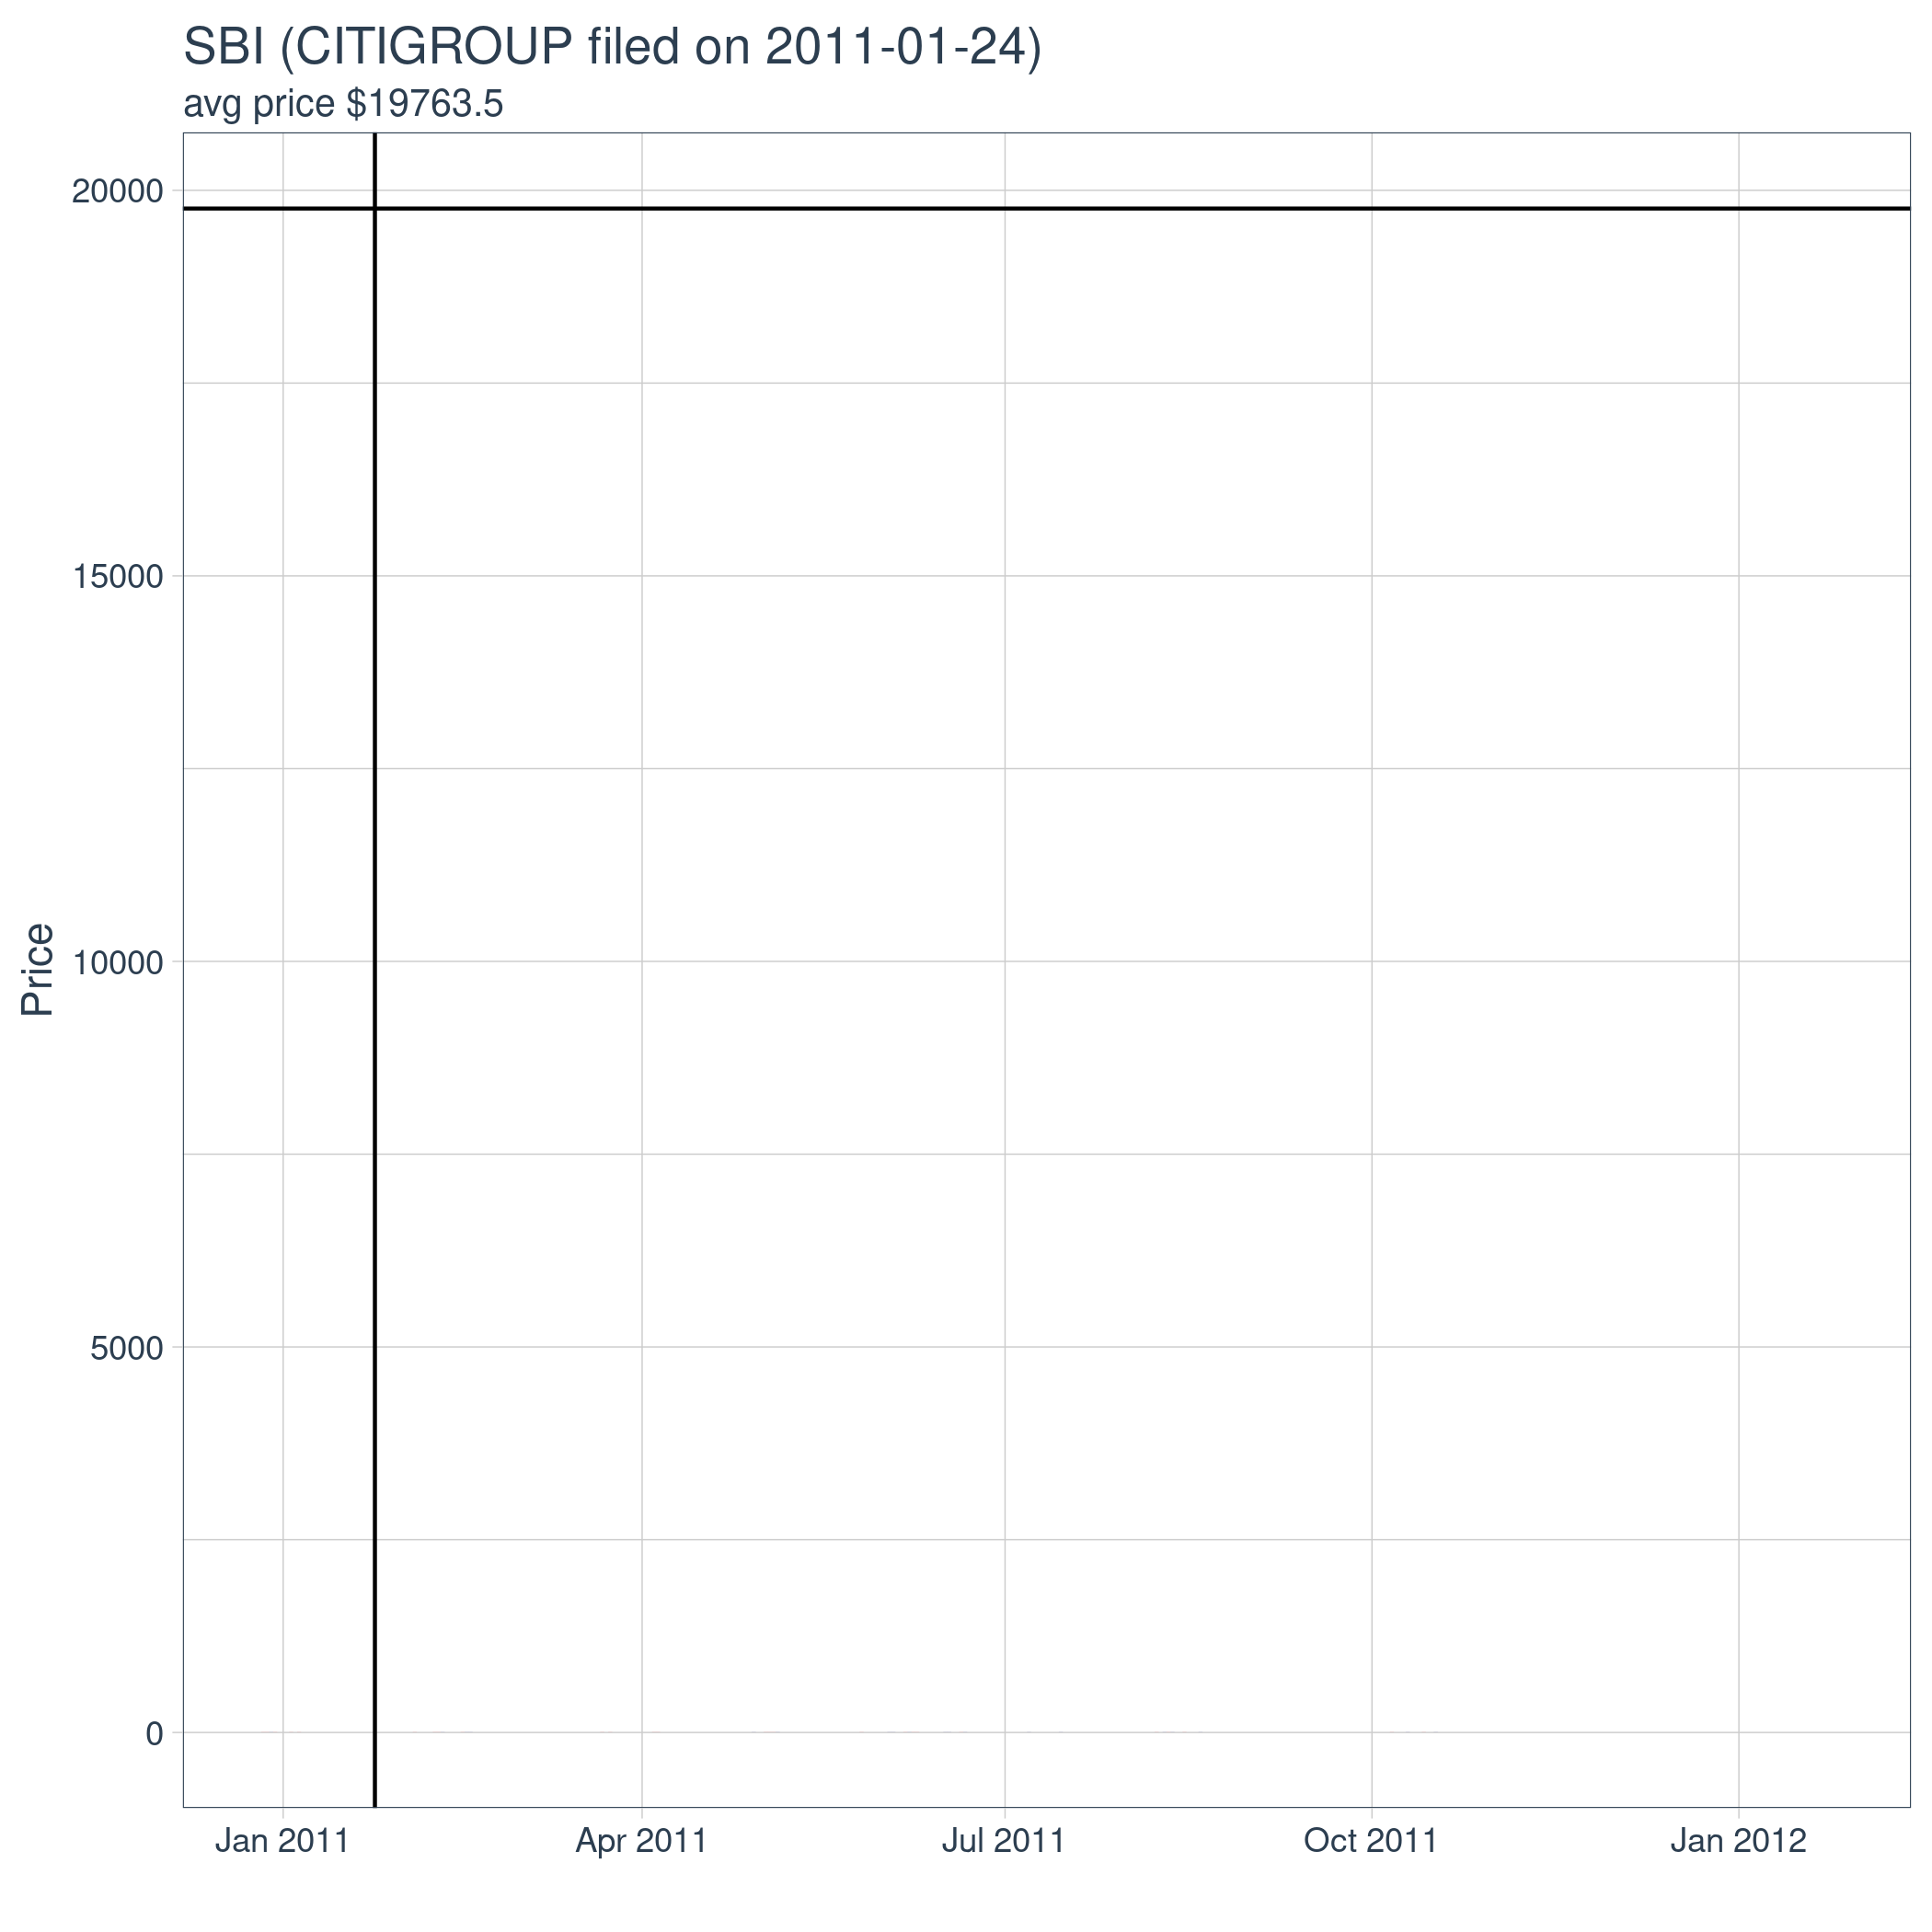 SBI (CITIGROUP filed on 2011-01-24)
avg price $19763.5
20000
15000
10000
5000
0
Price
Jan 2011
Apr 2011
Jul 2011
Oct 2011
Jan 2012